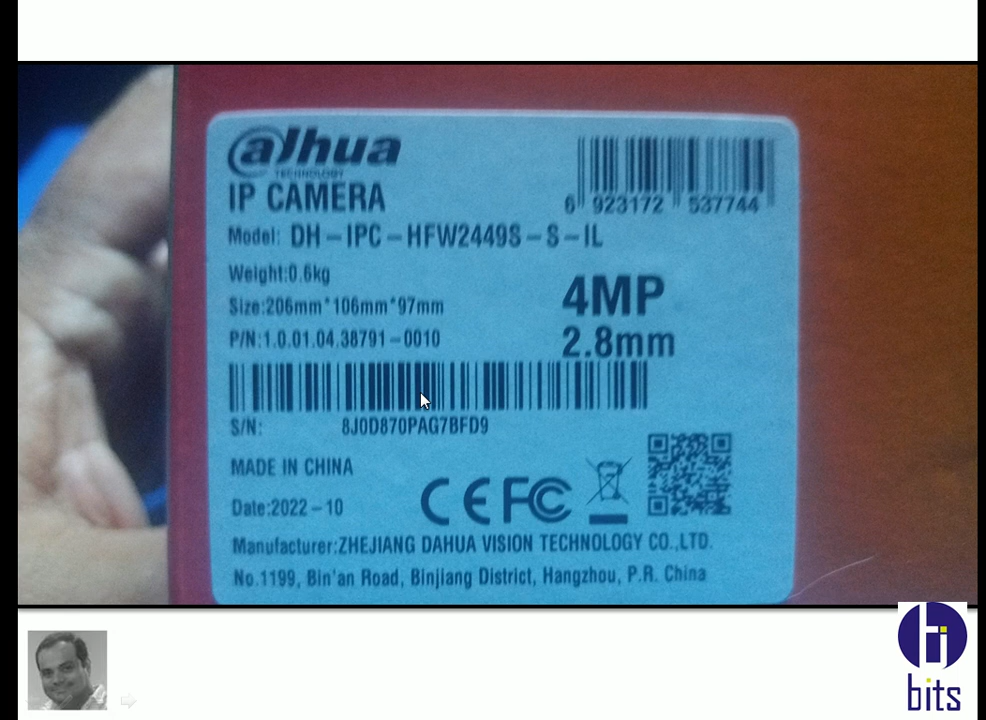 alhua
TECHNOLOGY
IP CAMERA
6 923172 537744
Model: DH-IPC-HFW2449S-S-IL
Weight:0.6kg
Size:206mm*106mm*97mm
4MP
P/N:1.0.01.04.38791-0010
2.8mm
S/N: 8J0D870PAG7BFD9
MADE IN CHINA
CE FC
Date:2022-10
Manufacturer:ZHEJIANG DAHUA VISION TECHNOLOGY CO.,LTD.
No.1199, Bin'an Road, Binjiang District, Hangzhou, P.R. China
hi
bits